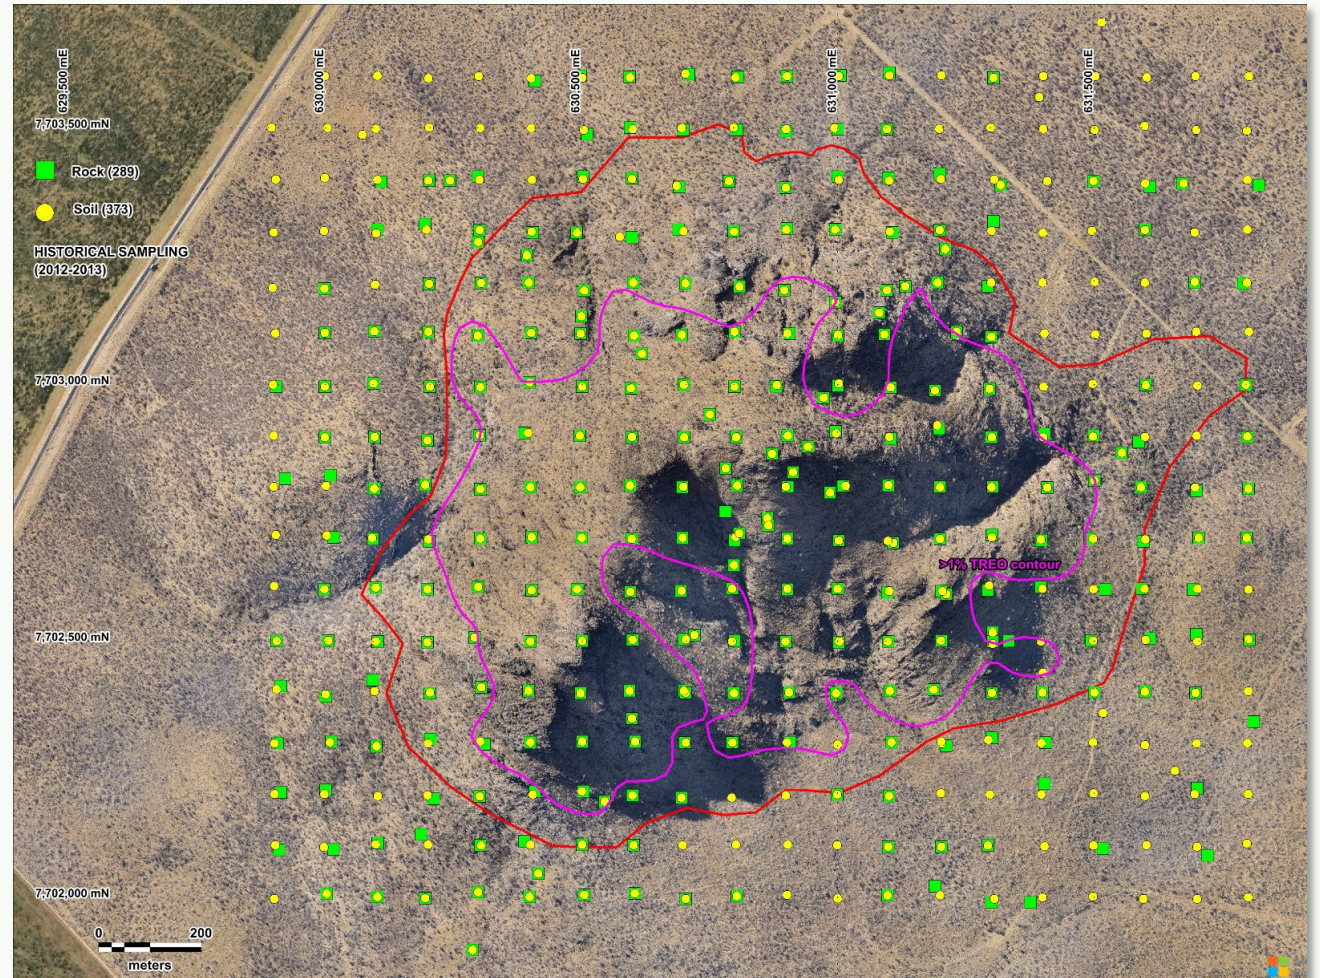 629,500 mE
630,000 mE
630,500 mE
631,000 mE
631,500 mE
7,703,500 mN
Rock (289)
Soil (373)
HISTORICAL SAMPLING
(2012-2013)
7,703,000 mN
>1% TREO contour
7,702,500 mN
7,702,000 mN
0 200
meters